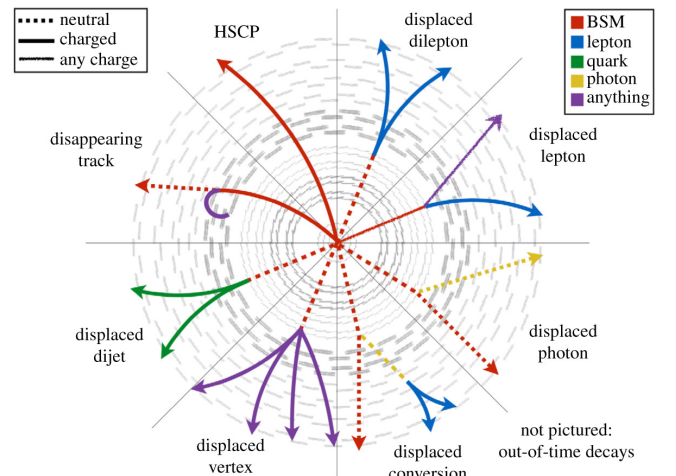 neutral
charged
any charge
HSCP
displaced
dilepton
BSM
lepton
quark
photon
anything
displaced
lepton
disappearing
track
displaced
dijet
displaced
photon
displaced
vertex
displaced
conversion
not pictured:
out-of-time decays